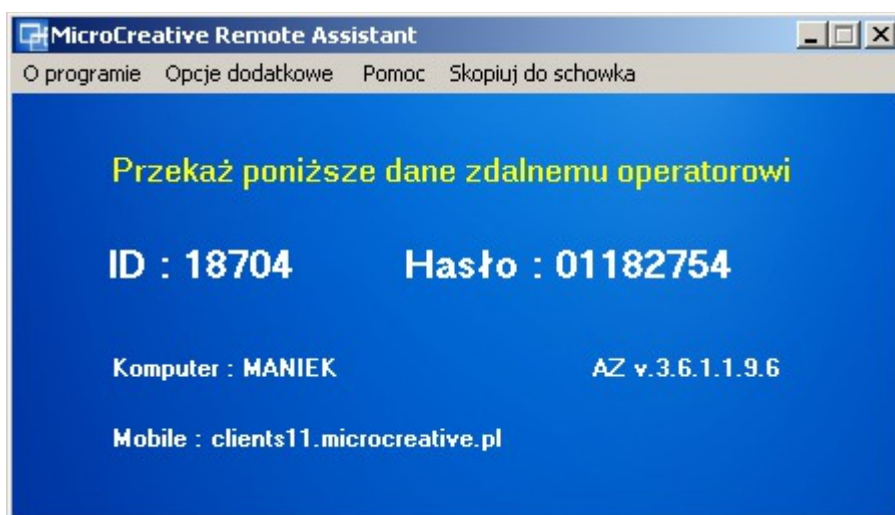 MicroCreative Remote Assistant
O programie Opcje dodatkowe Pomoc Skopiuj do schowka
Przekaż poniższe dane zdalnemu operatorowi
ID : 18704 Hasło : 01182754
Komputer : MANIEK AZ v.3.6.1.1.9.6
Mobile : clients11.microcreative.pl